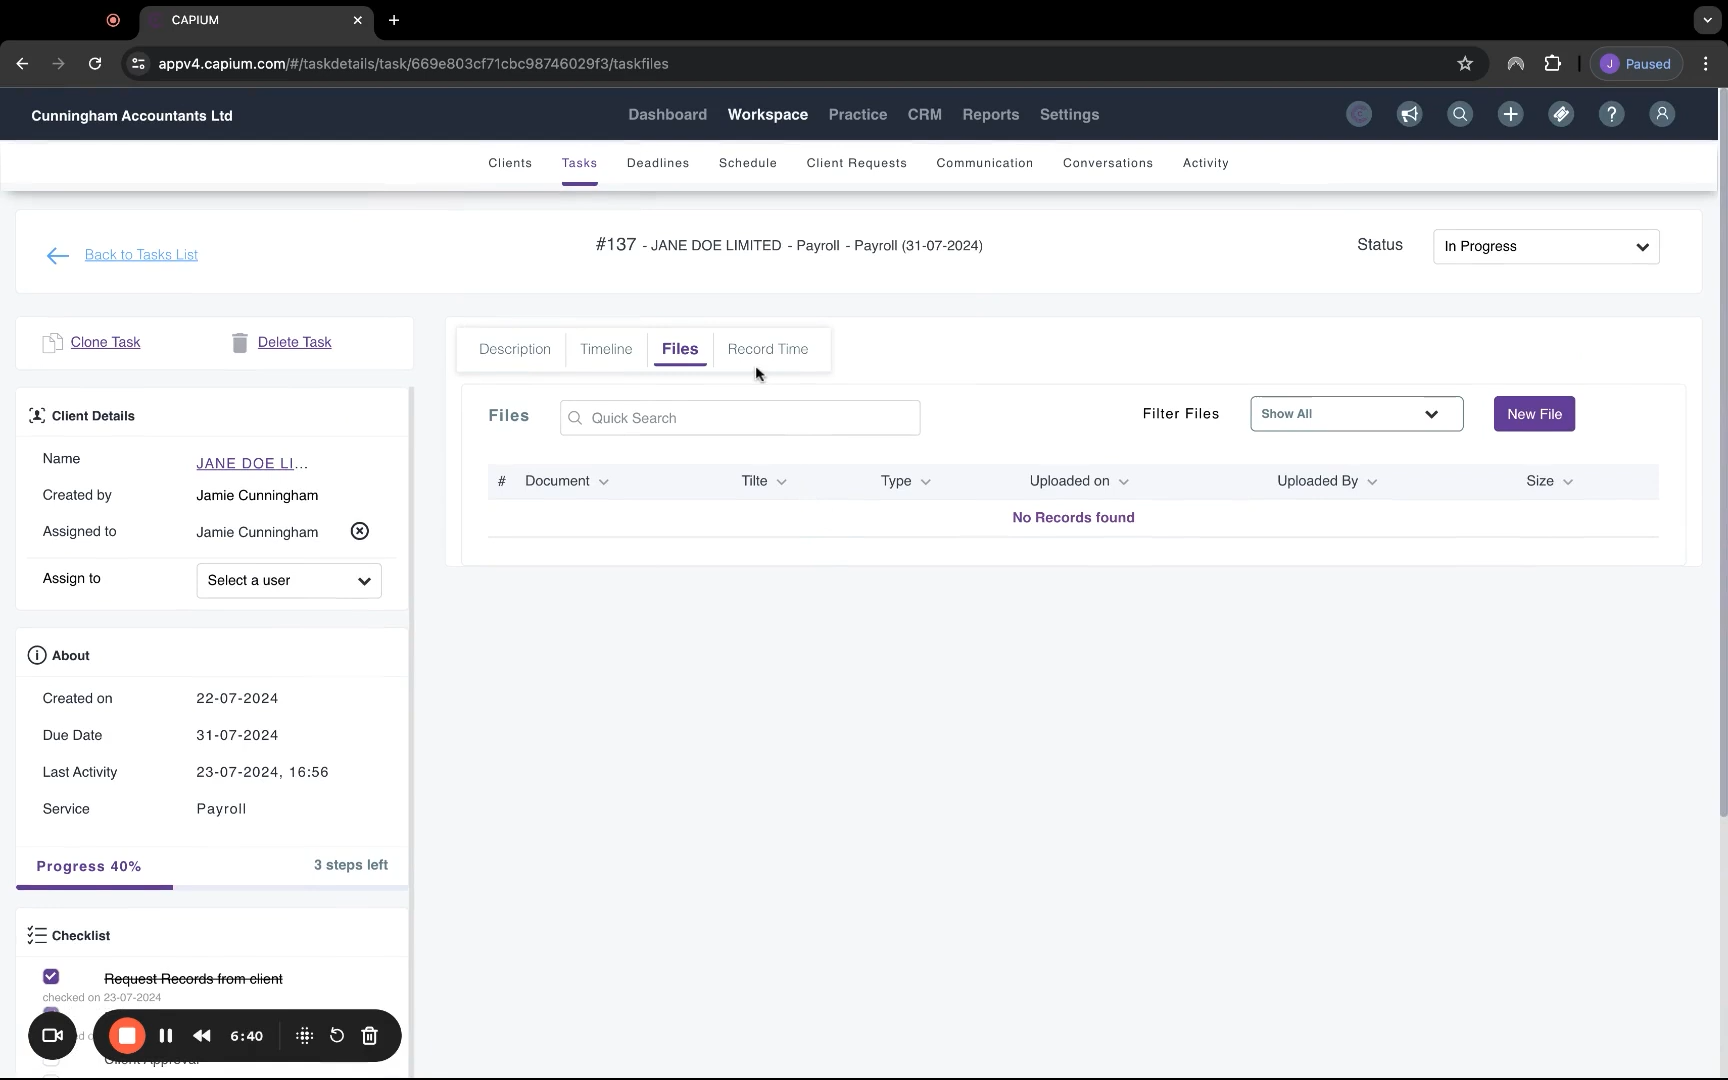 CAPIUM
appv4.capium.com/#/taskdetails/task/669e803cf71cbc98746029f3/taskfiles
J Paused
Cunningham Accountants Ltd
Dashboard Workspace Practice CRM Reports Settings
Clients Tasks Deadlines Schedule Client Requests Communication Conversations Activity
Back to Tasks List
#137 - JANE DOE LIMITED - Payroll - Payroll (31-07-2024)
Status In Progress
Clone Task Delete Task
Description Timeline Files Record Time
Client Details
Name JANE DOE LI...
Created by Jamie Cunningham
Assigned to Jamie Cunningham
Assign to Select a user
Files Quick Search Filter Files Show All New File
# Document Tilte Type Uploaded on Uploaded By Size
No Records found
About
Created on 22-07-2024
Due Date 31-07-2024
Last Activity 23-07-2024, 16:56
Service Payroll
Progress 40% 3 steps left
Checklist
Request Records from client
checked on 23-07-2024
6:40
Client Approval